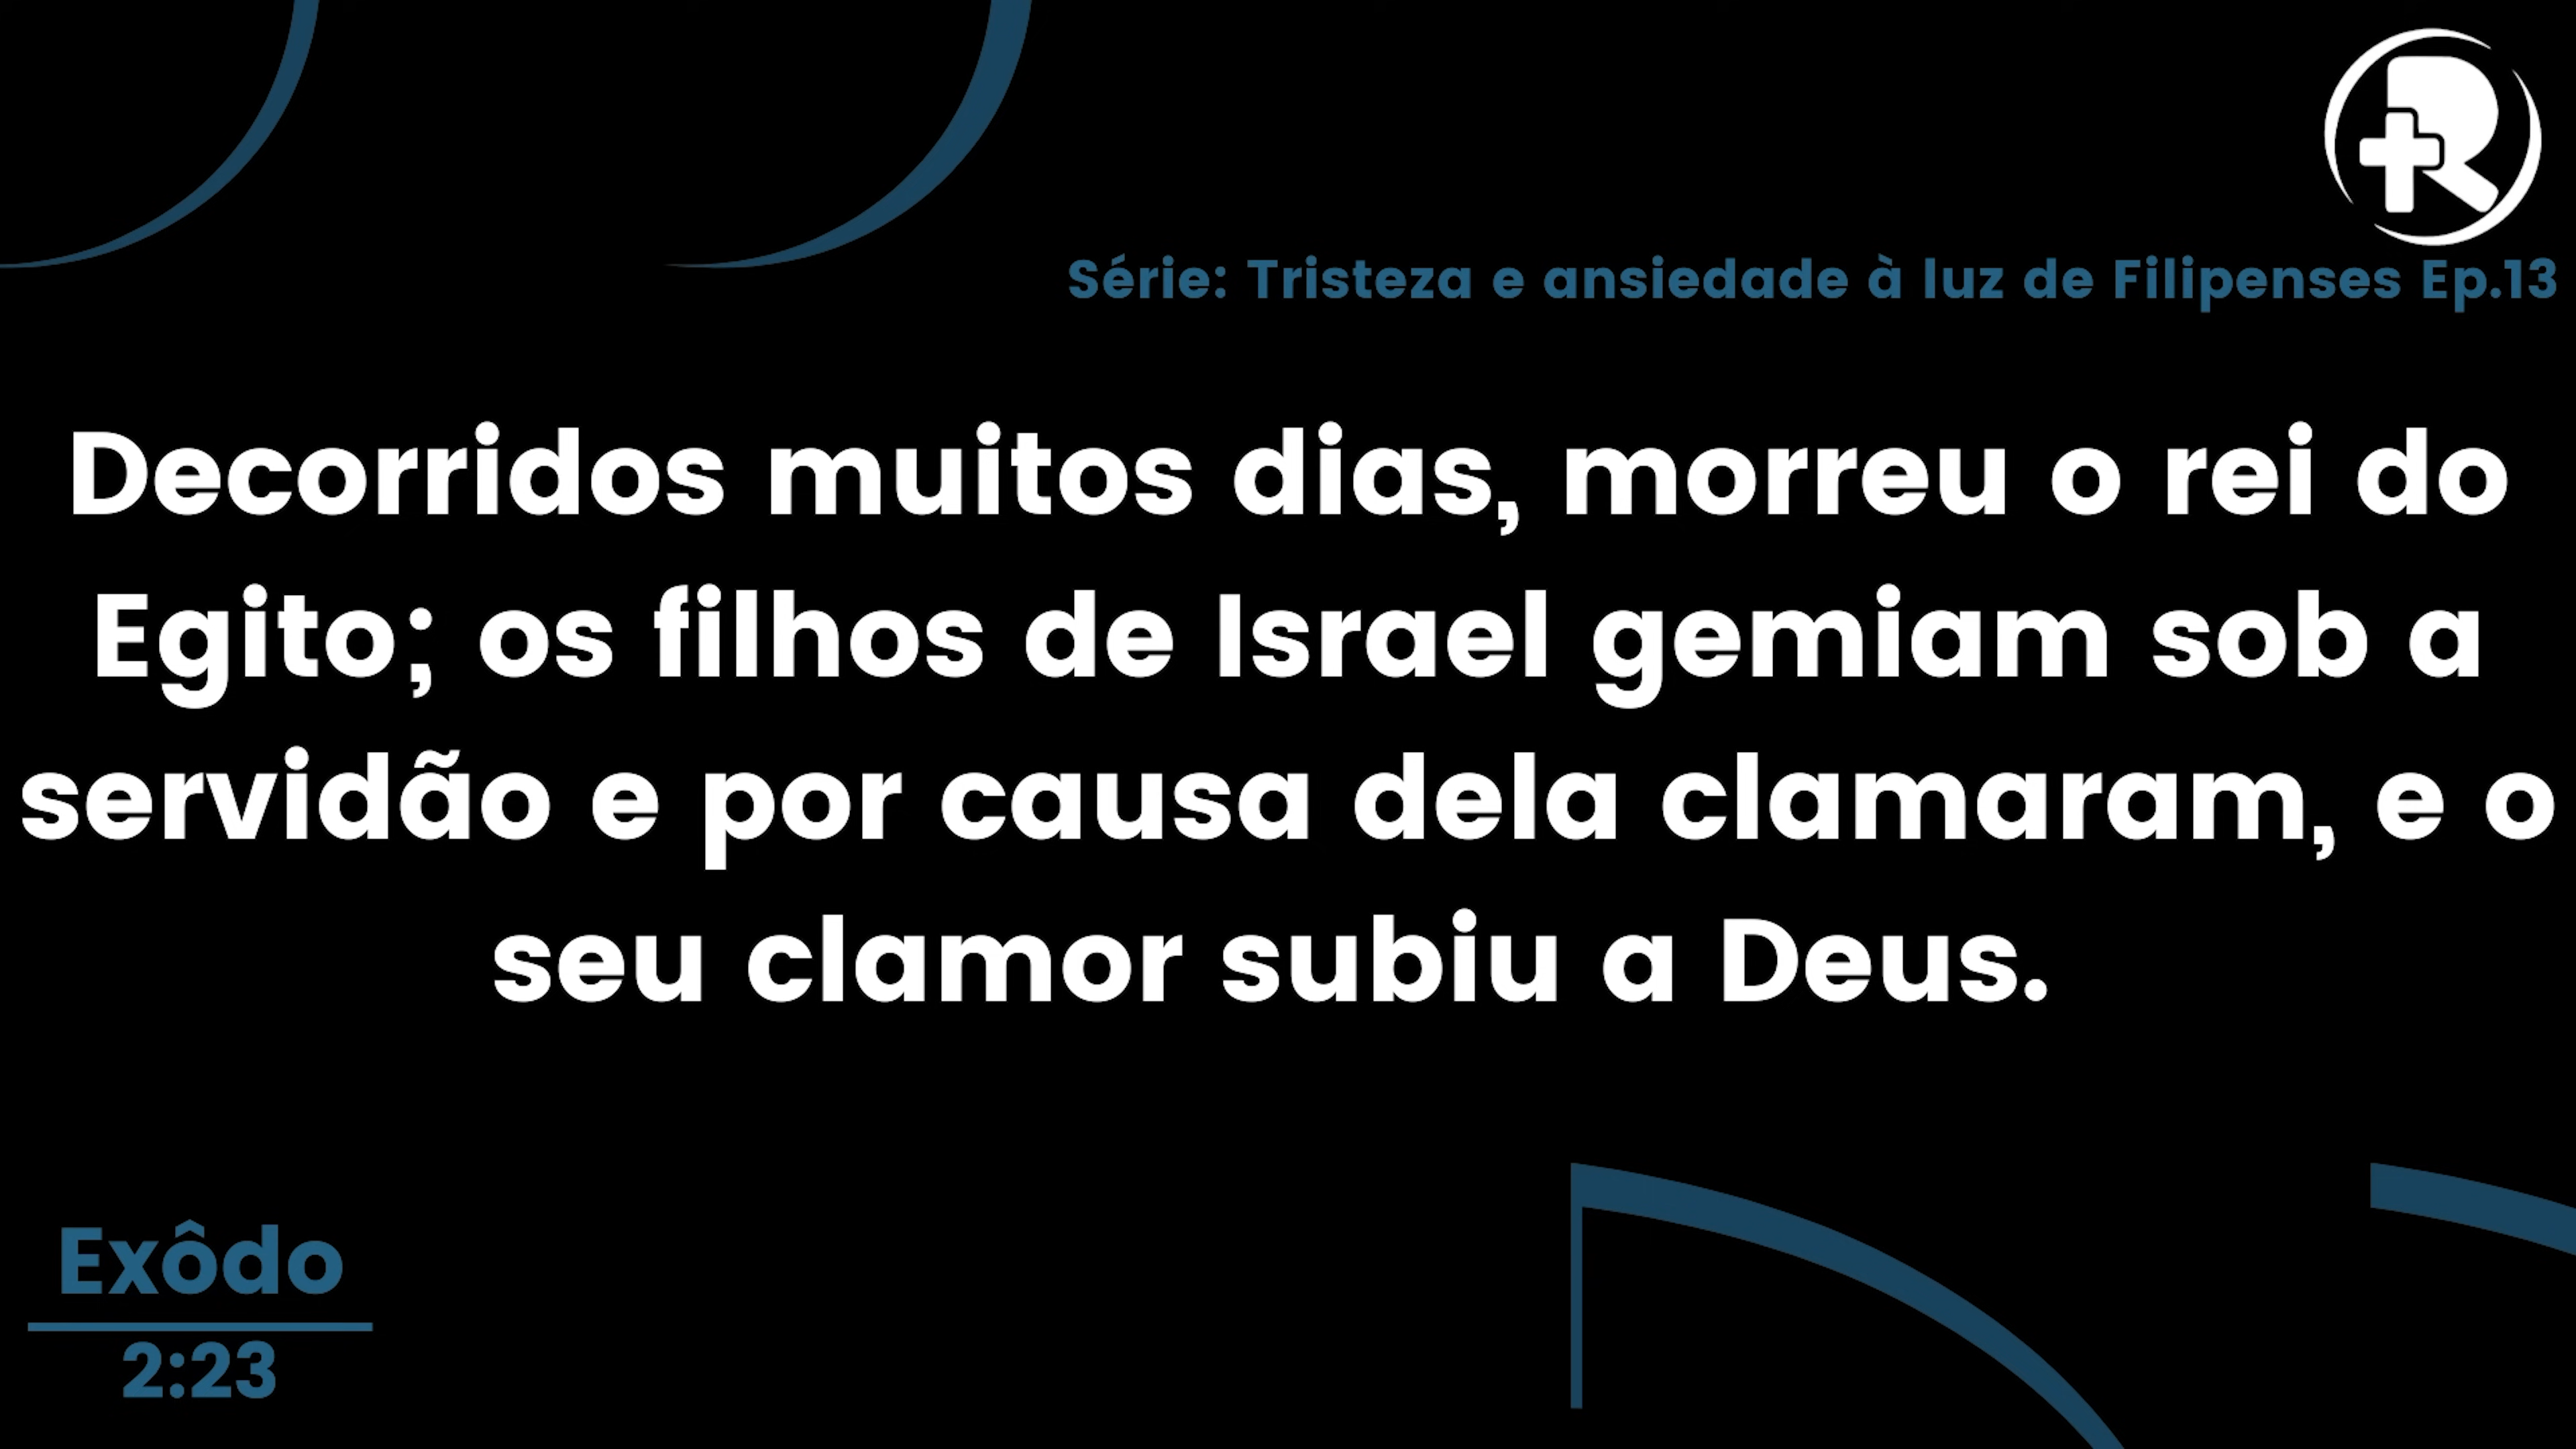 R
Série: Tristeza e ansiedade à luz de Filipenses Ep.13
Decorridos muitos dias, morreu o rei do
Egito; os filhos de Israel gemiam sob a
servidão e por causa dela clamaram, e o
seu clamor subiu a Deus.
Exôdo
2:23